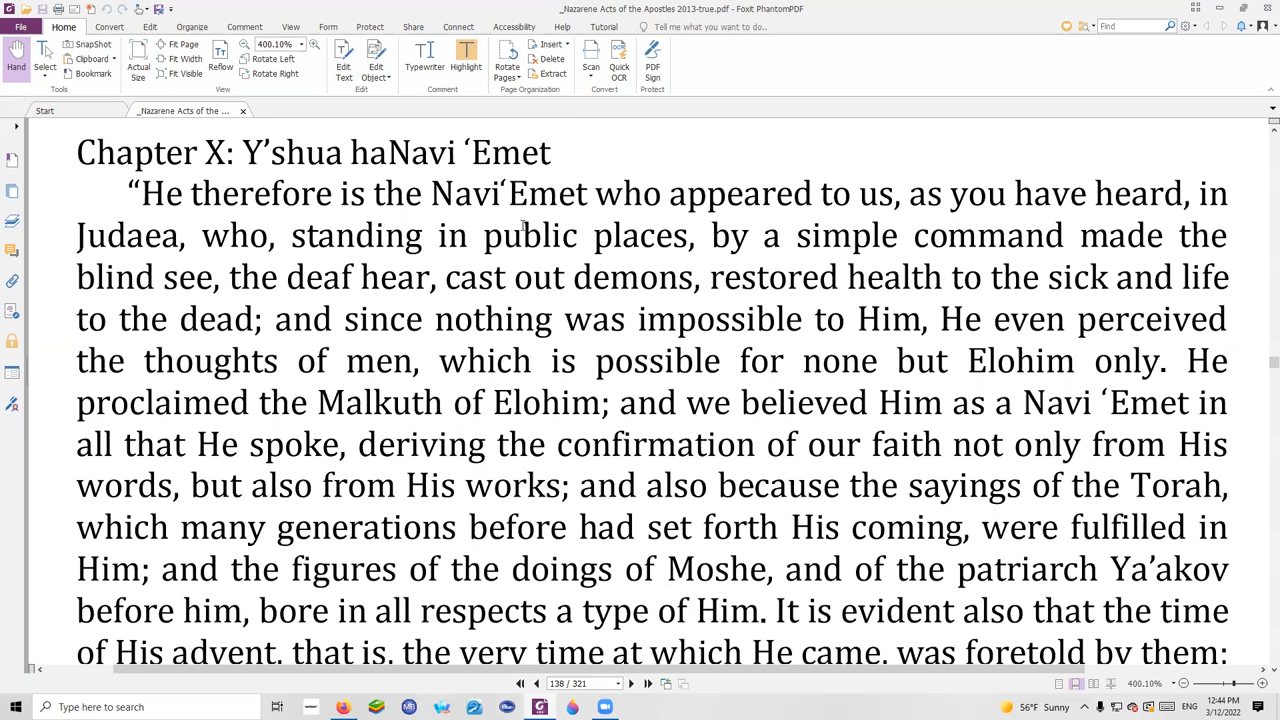 _Nazarene Acts of the Apostles 2013-true.pdf - Foxit PhantomPDF
File Home Convert Edit Organize Comment View Form Protect Share Connect Accessibility Help Tutorial Tell me what you want to do.. Find
Hand Select SnapShot Clipboard Bookmark Actual Size Fit Page Fit Width Fit Visible Reflow 400.10% Rotate Left Rotate Right Edit Text Edit Object Typewriter Highlight Rotate Pages Insert Delete Extract Scan Quick OCR PDF Sign
Tools View Edit Comment Page Organization Convert Protect
Start _Nazarene Acts of the ...
Chapter X: Y’shua haNavi ‘Emet
“He therefore is the Navi‘Emet who appeared to us, as you have heard, in
Judaea, who, standing in public places, by a simple command made the
blind see, the deaf hear, cast out demons, restored health to the sick and life
to the dead; and since nothing was impossible to Him, He even perceived
the thoughts of men, which is possible for none but Elohim only. He
proclaimed the Malkuth of Elohim; and we believed Him as a Navi ‘Emet in
all that He spoke, deriving the confirmation of our faith not only from His
words, but also from His works; and also because the sayings of the Torah,
which many generations before had set forth His coming, were fulfilled in
Him; and the figures of the doings of Moshe, and of the patriarch Ya’akov
before him, bore in all respects a type of Him. It is evident also that the time
of His advent, that is, the very time at which He came, was foretold by them;
138 / 321 400.10%
Type here to search 56°F Sunny 12:44 PM
3/12/2022